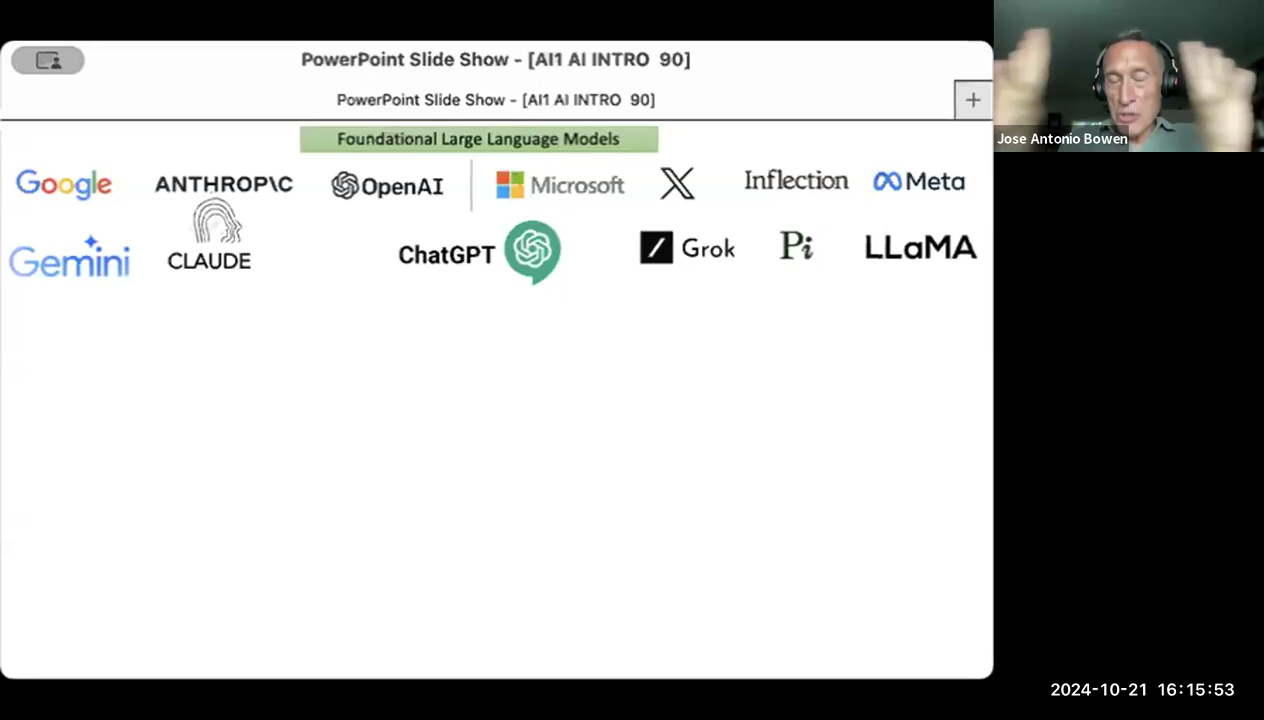 PowerPoint Slide Show - [AI1 AI INTRO 90]
PowerPoint Slide Show - [AI1 AI INTRO 90]
+
Foundational Large Language Models
Google ANTHROP\C OpenAI Microsoft X Inflection Meta
Gemini CLAUDE ChatGPT Grok Pi LLaMA
Jose Antonio Bowen
2024-10-21 16:15:53